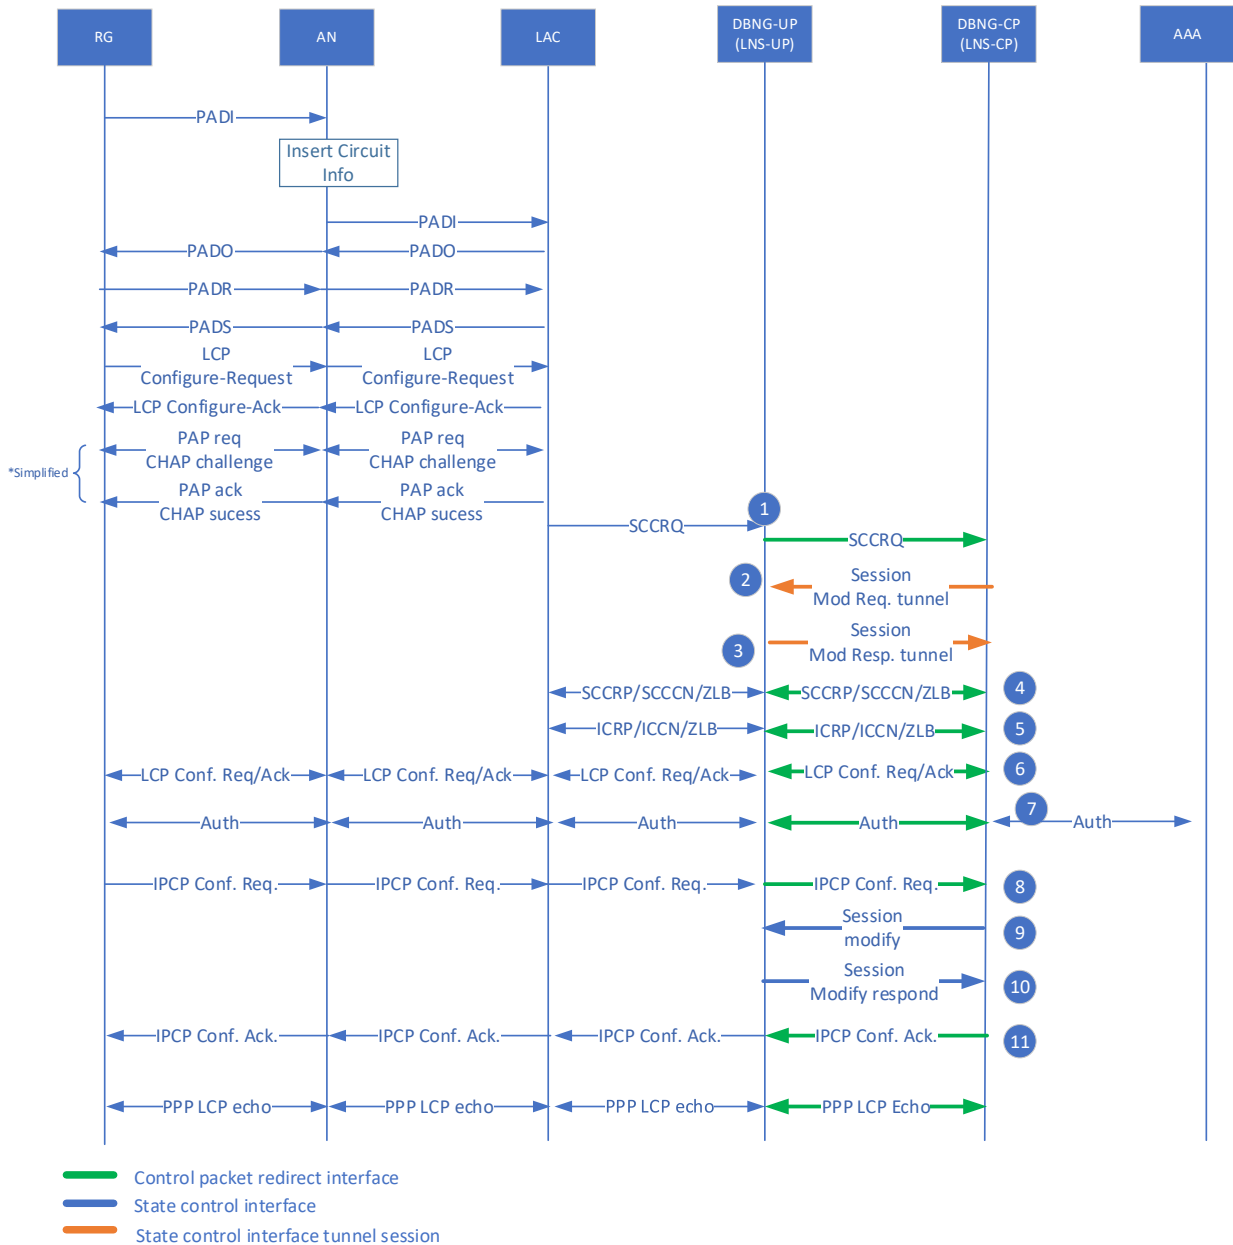 RG
AN
LAC
DBNG-UP
(LNS-UP)
DBNG-CP
(LNS-CP)
AAA
PADI
Insert Circuit
Info
PADI
PADO
PADO
PADR
PADR
PADS
PADS
LCP
Configure-Request
LCP
Configure-Request
LCP Configure-Ack
LCP Configure-Ack
*Simplified
PAP req
CHAP challenge
PAP req
CHAP challenge
PAP ack
CHAP sucess
PAP ack
CHAP sucess
1
SCCRQ
SCCRQ
2
Session
Mod Req. tunnel
3
Session
Mod Resp. tunnel
SCCRP/SCCCN/ZLB
SCCRP/SCCCN/ZLB
4
ICRP/ICCN/ZLB
ICRP/ICCN/ZLB
5
LCP Conf. Req/Ack
LCP Conf. Req/Ack
LCP Conf. Req/Ack
LCP Conf. Req/Ack
6
Auth
Auth
Auth
Auth
7
Auth
IPCP Conf. Req.
IPCP Conf. Req.
IPCP Conf. Req.
IPCP Conf. Req.
8
Session
modify
9
Session
Modify respond
10
IPCP Conf. Ack.
IPCP Conf. Ack.
IPCP Conf. Ack.
IPCP Conf. Ack.
11
PPP LCP echo
PPP LCP echo
PPP LCP echo
PPP LCP Echo
Control packet redirect interface
State control interface
State control interface tunnel session